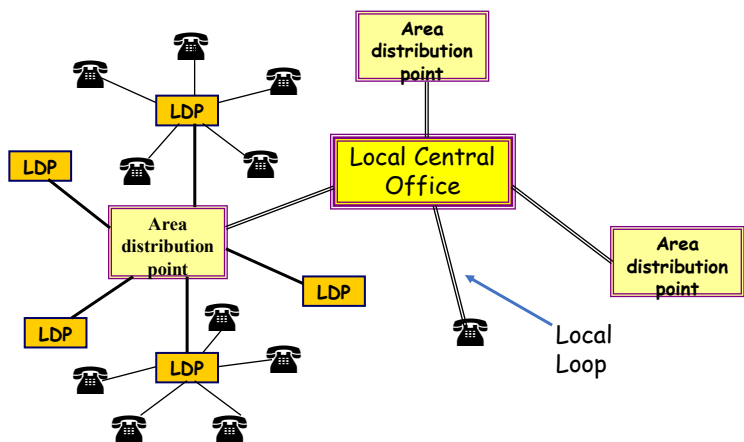 Area
distribution
point
LDP
Local Central
Office
LDP
Area
distribution
point
Area
distribution
point
LDP
LDP
Local
Loop
LDP